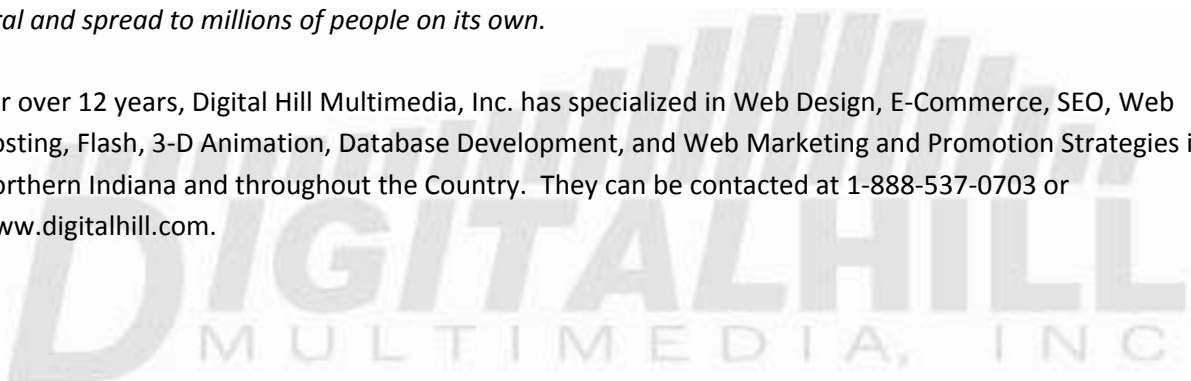 ral and spread to millions of people on its own.
r over 12 years, Digital Hill Multimedia, Inc. has specialized in Web Design, E-Commerce, SEO, Web
osting, Flash, 3-D Animation, Database Development, and Web Marketing and Promotion Strategies i
orthern Indiana and throughout the Country. They can be contacted at 1-888-537-0703 or
ww.digitalhill.com.
DIGITALHILL
MULTIMEDIA, INC